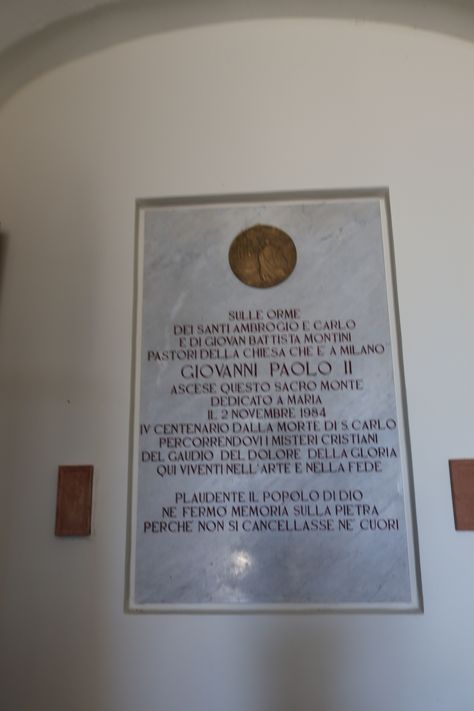 SULLE ORME
DEI SANTI AMBROGIO E CARLO
E DI GIOVAN BATTISTA MONTINI
PASTORI DELLA CHIESA CHE E' A MILANO
GIOVANNI PAOLO II
ASCESE QUESTO SACRO MONTE
DEDICATO A MARIA
IL 2 NOVEMBRE 1984
IV CENTENARIO DALLA MORTE DI S. CARLO
PERCORRENDOVI I MISTERI CRISTIANI
DEL GAUDIO DEL DOLORE DELLA GLORIA
QUI VIVENTI NELL'ARTE E NELLA FEDE
PLAUDENTE IL POPOLO DI DIO
NE FERMO MEMORIA SULLA PIETRA
PERCHE NON SI CANCELLASSE NE' CUORI